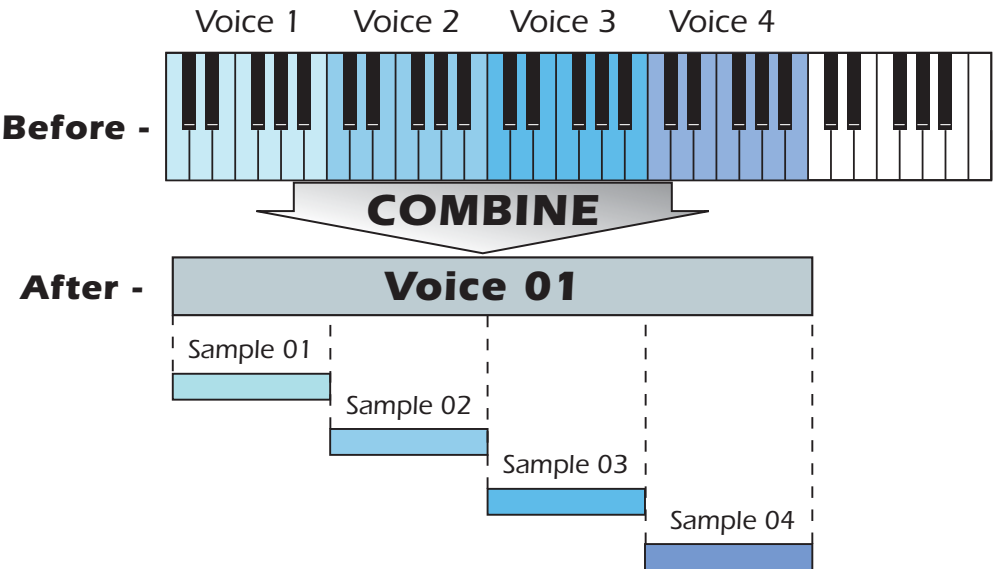 Voice 1 Voice 2 Voice 3 Voice 4
Before -
COMBINE
After - Voice 01
Sample 01
Sample 02
Sample 03
Sample 04